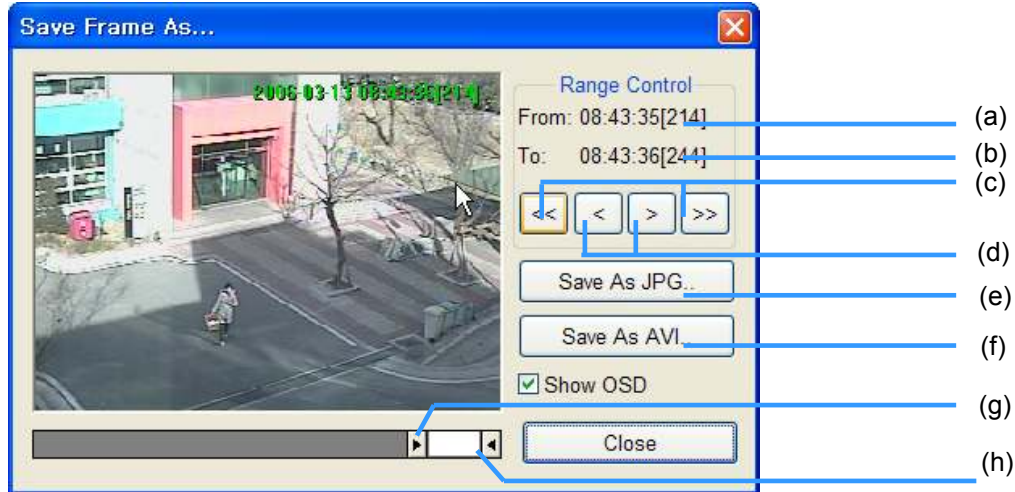 Save Frame As...
2006-03-13 08:43:35[214]
Range Control
From: 08:43:35[214]
To: 08:43:36[244]
<< < > >>
Save As JPG..
Save As AVI..
Show OSD
Close
(a)
(b)
(c)
(d)
(e)
(f)
(g)
(h)